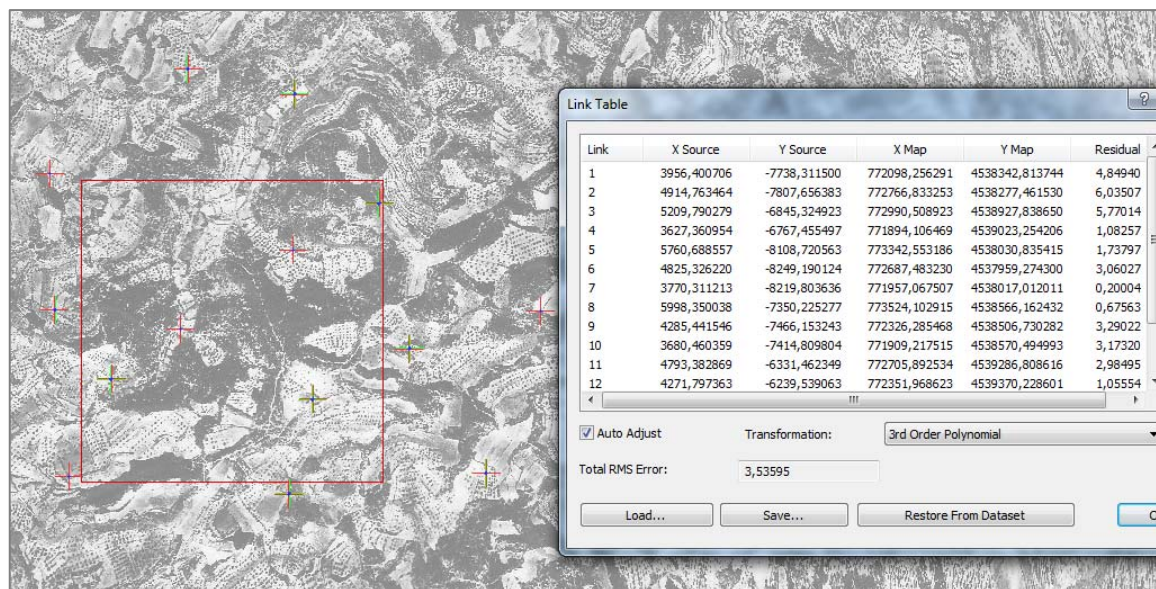 Link Table
Link X Source Y Source X Map Y Map Residual
1 3956,400706 -7738,311500 772098,256291 4538342,813744 4,84940
2 4914,763464 -7807,656383 772766,833253 4538277,461530 6,03507
3 5209,790279 -6845,324923 772990,508923 4538927,838650 5,77014
4 3627,360954 -6767,455497 771894,106469 4539023,254206 1,08257
5 5760,688557 -8108,720563 773342,553186 4538030,835415 1,73797
6 4825,326220 -8249,190124 772687,483230 4537959,274300 3,06027
7 3770,311213 -8219,803636 771957,067507 4538017,012011 0,20004
8 5998,350038 -7350,225277 773524,102915 4538566,162432 0,67563
9 4285,441546 -7466,153243 772326,285468 4538506,730282 3,29022
10 3680,460359 -7414,809804 771909,217515 4538570,494993 3,17320
11 4793,382869 -6331,462349 772705,892534 4539286,808616 2,98495
12 4271,797363 -6239,539063 772351,968623 4539370,228601 1,05554
Auto Adjust Transformation: 3rd Order Polynomial
Total RMS Error: 3,53595
Load... Save... Restore From Dataset